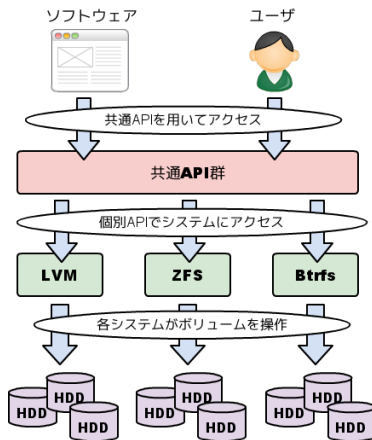 ソフトウェア ユーザ
共通APIを用いてアクセス
共通API群
個別APIでシステムにアクセス
LVM ZFS Btrfs
各システムがボリュームを操作
HDD HDD HDD
HDD HDD HDD
HDD HDD HDD